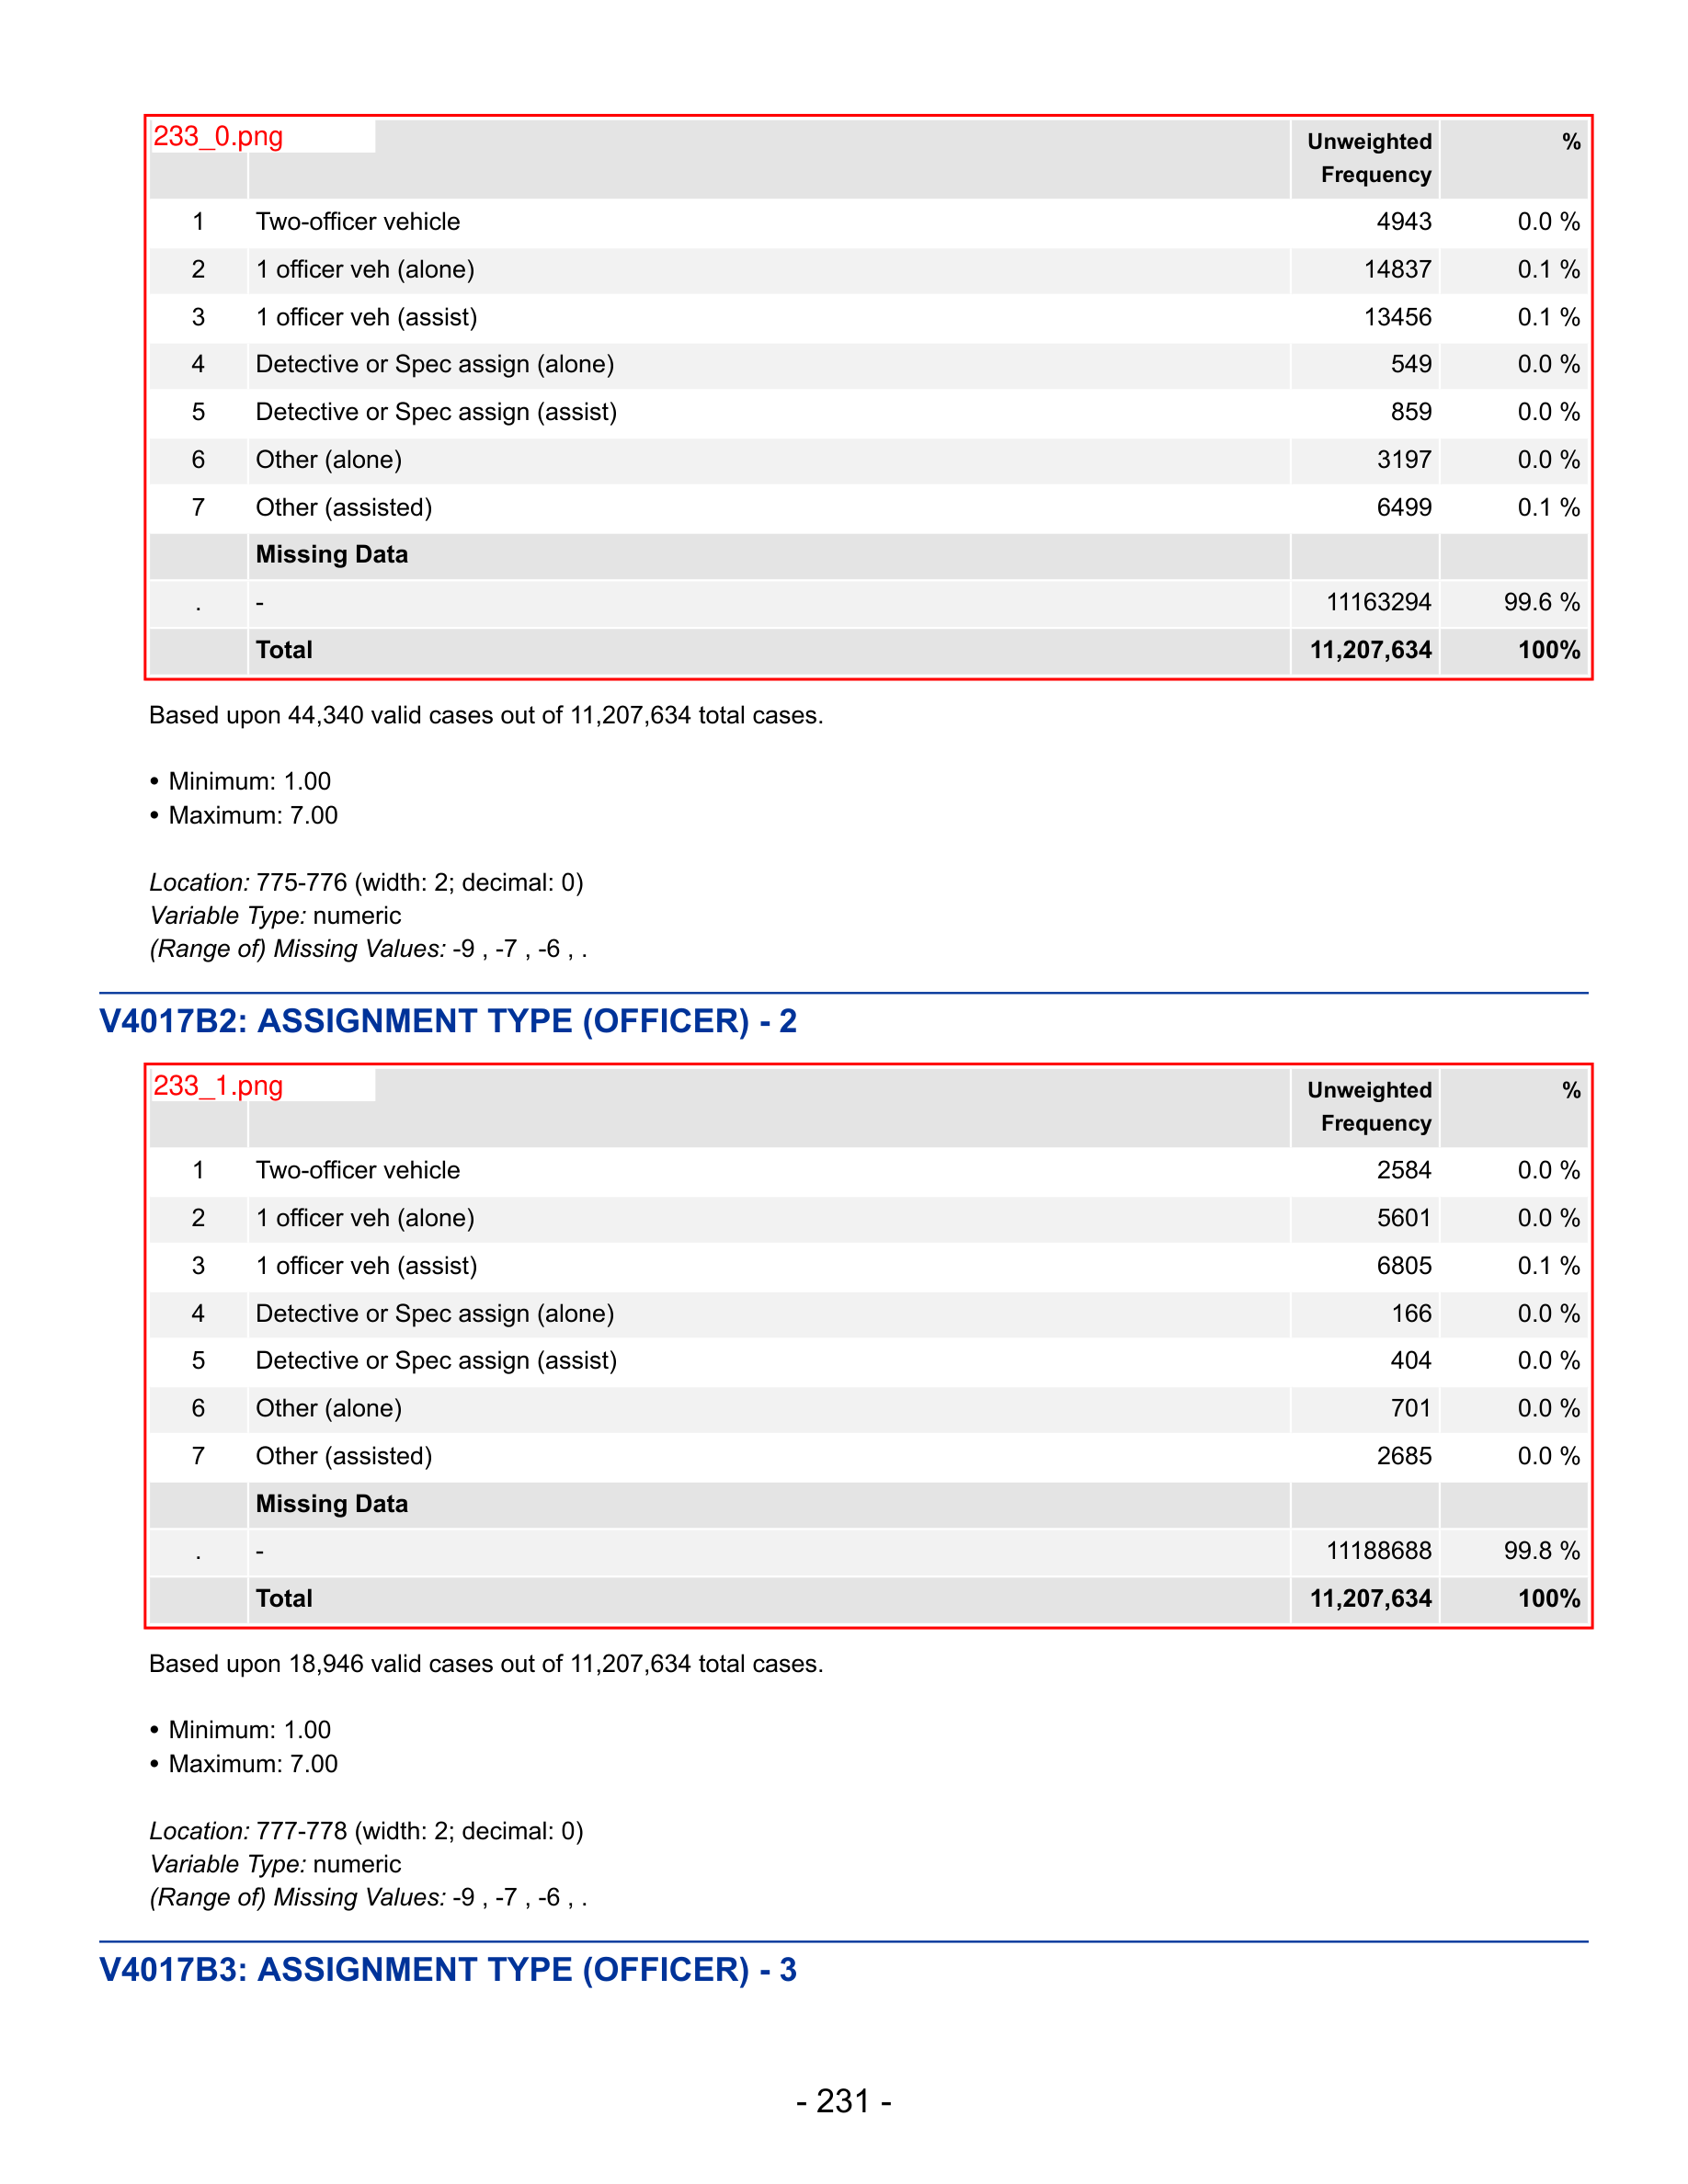 233_0.png
Unweighted Frequency %
1 Two-officer vehicle 4943 0.0 %
2 1 officer veh (alone) 14837 0.1 %
3 1 officer veh (assist) 13456 0.1 %
4 Detective or Spec assign (alone) 549 0.0 %
5 Detective or Spec assign (assist) 859 0.0 %
6 Other (alone) 3197 0.0 %
7 Other (assisted) 6499 0.1 %
Missing Data
. - 11163294 99.6 %
Total 11,207,634 100%
Based upon 44,340 valid cases out of 11,207,634 total cases.
• Minimum: 1.00
• Maximum: 7.00
Location: 775-776 (width: 2; decimal: 0)
Variable Type: numeric
(Range of) Missing Values: -9 , -7 , -6 , .
V4017B2: ASSIGNMENT TYPE (OFFICER) - 2
233_1.png
Unweighted Frequency %
1 Two-officer vehicle 2584 0.0 %
2 1 officer veh (alone) 5601 0.0 %
3 1 officer veh (assist) 6805 0.1 %
4 Detective or Spec assign (alone) 166 0.0 %
5 Detective or Spec assign (assist) 404 0.0 %
6 Other (alone) 701 0.0 %
7 Other (assisted) 2685 0.0 %
Missing Data
. - 11188688 99.8 %
Total 11,207,634 100%
Based upon 18,946 valid cases out of 11,207,634 total cases.
• Minimum: 1.00
• Maximum: 7.00
Location: 777-778 (width: 2; decimal: 0)
Variable Type: numeric
(Range of) Missing Values: -9 , -7 , -6 , .
V4017B3: ASSIGNMENT TYPE (OFFICER) - 3
- 231 -